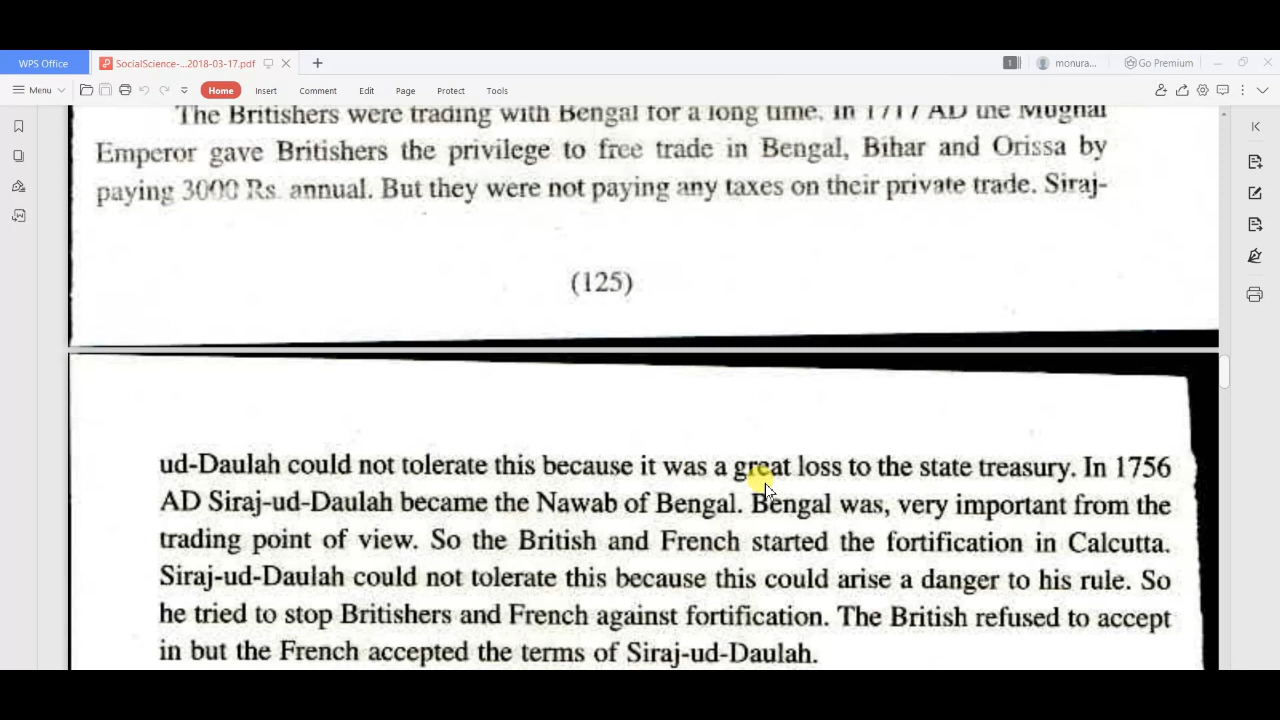 WPS Office
SocialScience-...2018-03-17.pdf
1
monura...
Go Premium
Menu
Home
Insert
Comment
Edit
Page
Protect
Tools
The Britishers were trading with Bengal for a long time. In 1717 AD the Mughal
Emperor gave Britishers the privilege to free trade in Bengal, Bihar and Orissa by
paying 3000 Rs. annual. But they were not paying any taxes on their private trade. Siraj-
(125)
ud-Daulah could not tolerate this because it was a great loss to the state treasury. In 1756
AD Siraj-ud-Daulah became the Nawab of Bengal. Bengal was, very important from the
trading point of view. So the British and French started the fortification in Calcutta.
Siraj-ud-Daulah could not tolerate this because this could arise a danger to his rule. So
he tried to stop Britishers and French against fortification. The British refused to accept
in but the French accepted the terms of Siraj-ud-Daulah.